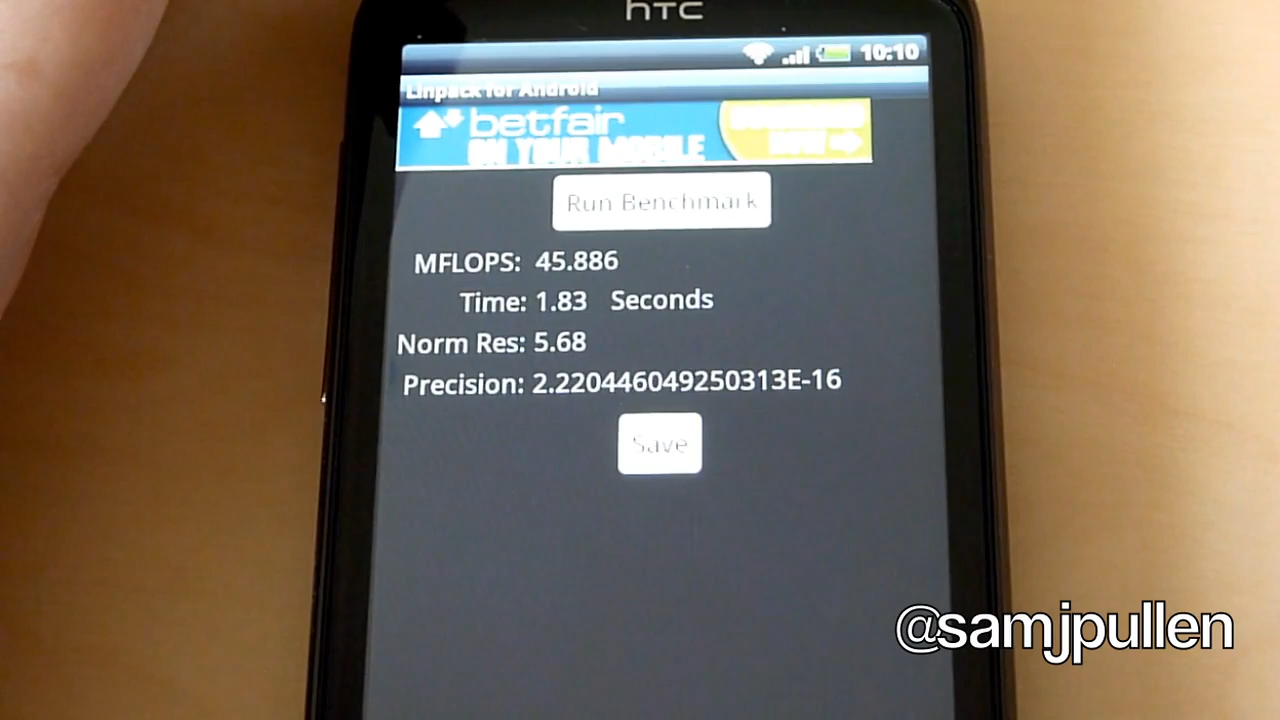 hTC
10:10
Linpack for Android
betfair
ON YOUR MOBILE
NOW
Run Benchmark
MFLOPS: 45.886
Time: 1.83 Seconds
Norm Res: 5.68
Precision: 2.220446049250313E-16
Save
@samjpullen